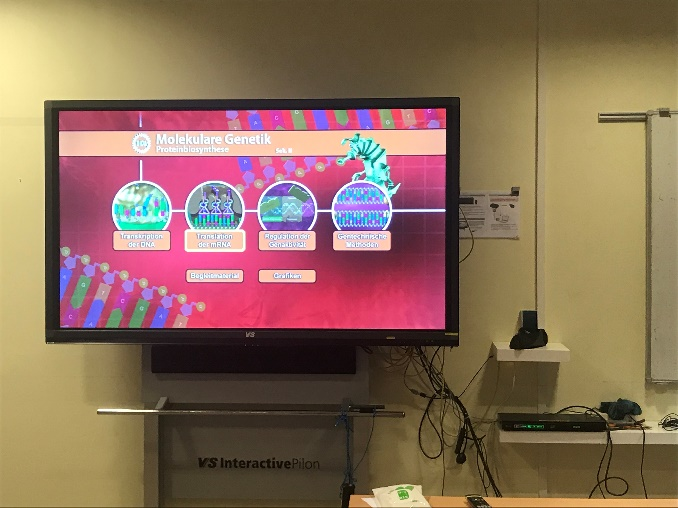 Molekulare Genetik
Proteinbiosynthese
Sek. II
Transcription
der DNA
Translation
der mRNA
Regulation der
Genaktivität
Gentechnische
Methoden
Begleitmaterial
Grafiken
VS
VS InteractivePilon